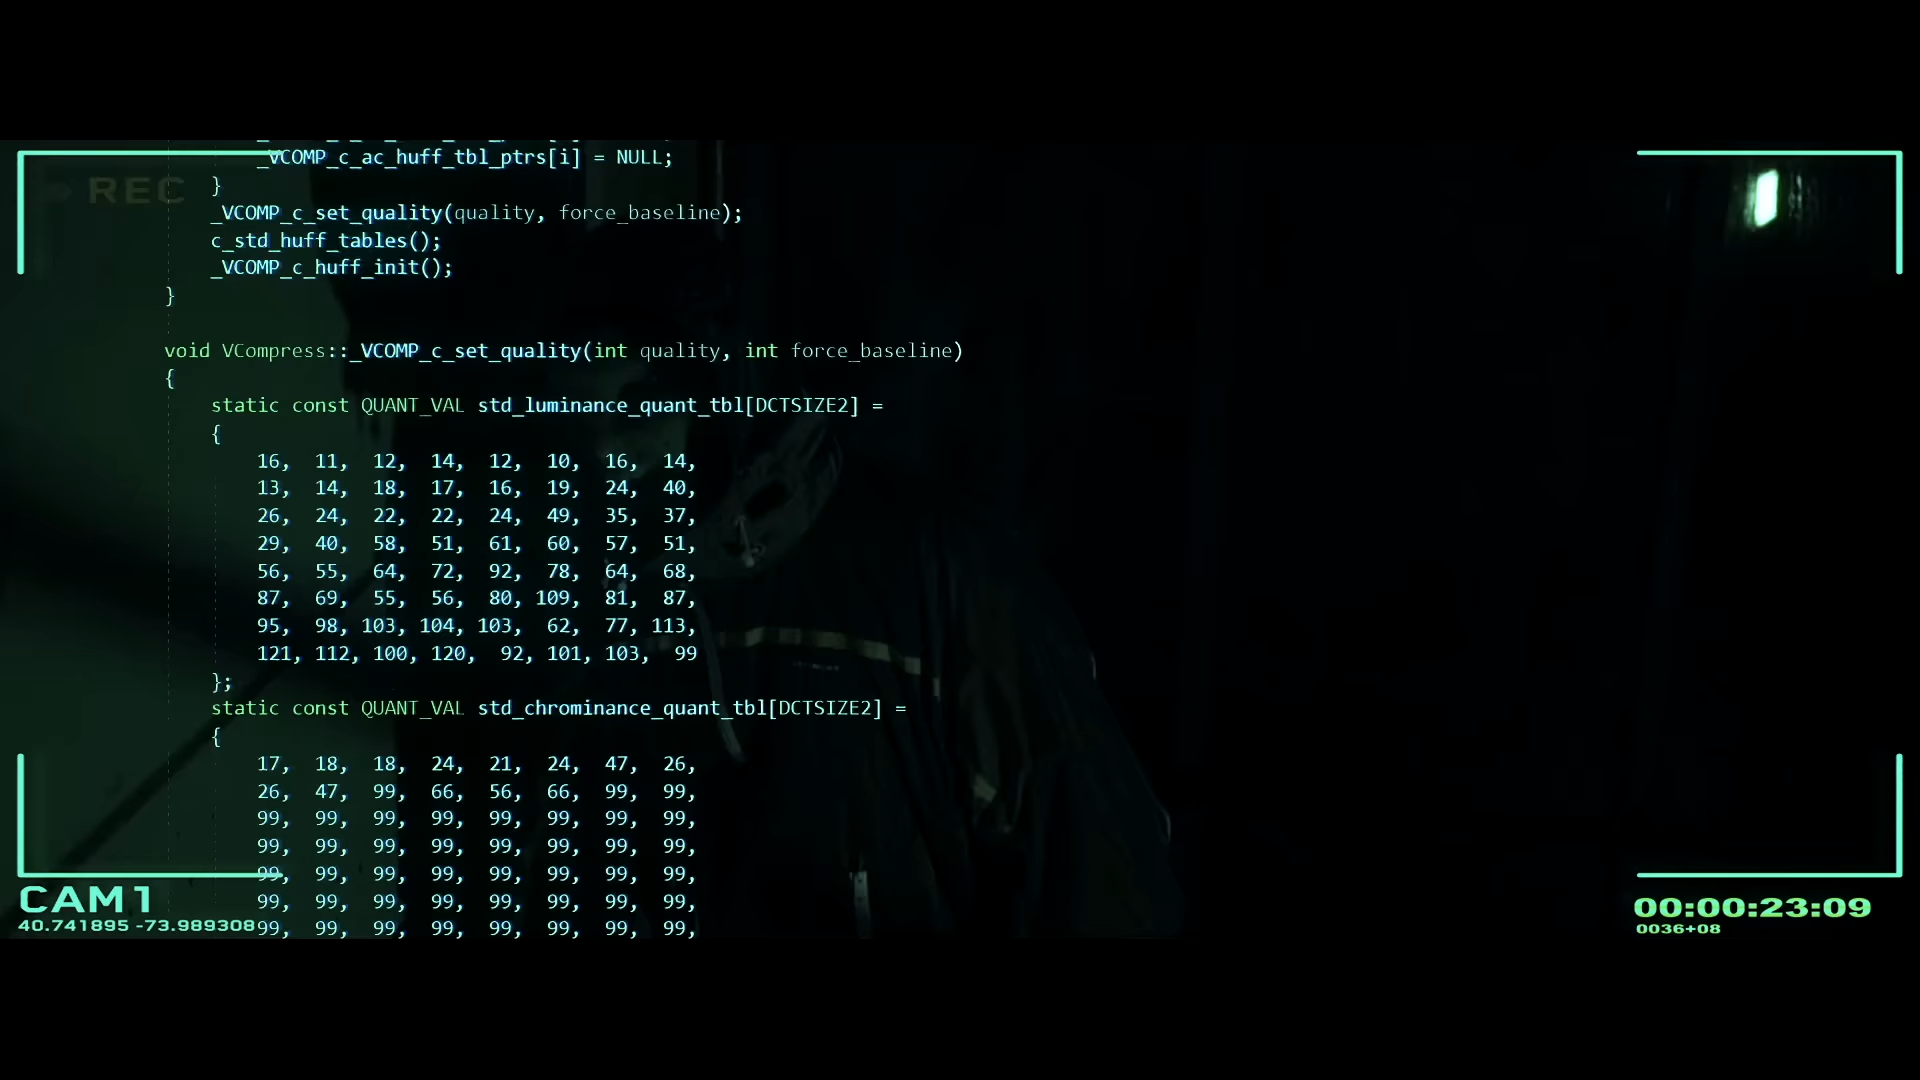 _VCOMP_c_ac_huff_tbl_ptrs[i] = NULL;
REC
}
_VCOMP_c_set_quality(quality, force_baseline);
c_std_huff_tables();
_VCOMP_c_huff_init();
}
void VCompress::_VCOMP_c_set_quality(int quality, int force_baseline)
{
static const QUANT_VAL std_luminance_quant_tbl[DCTSIZE2] =
{
16, 11, 12, 14, 12, 10, 16, 14,
13, 14, 18, 17, 16, 19, 24, 40,
26, 24, 22, 22, 24, 49, 35, 37,
29, 40, 58, 51, 61, 60, 57, 51,
56, 55, 64, 72, 92, 78, 64, 68,
87, 69, 55, 56, 80, 109, 81, 87,
95, 98, 103, 104, 103, 62, 77, 113,
121, 112, 100, 120, 92, 101, 103, 99
};
static const QUANT_VAL std_chrominance_quant_tbl[DCTSIZE2] =
{
17, 18, 18, 24, 21, 24, 47, 26,
26, 47, 99, 66, 56, 66, 99, 99,
99, 99, 99, 99, 99, 99, 99, 99,
99, 99, 99, 99, 99, 99, 99, 99,
99, 99, 99, 99, 99, 99, 99, 99,
99, 99, 99, 99, 99, 99, 99, 99,
99, 99, 99, 99, 99, 99, 99, 99,
CAM1
40.741895 -73.989308
00:00:23:09
0036+08